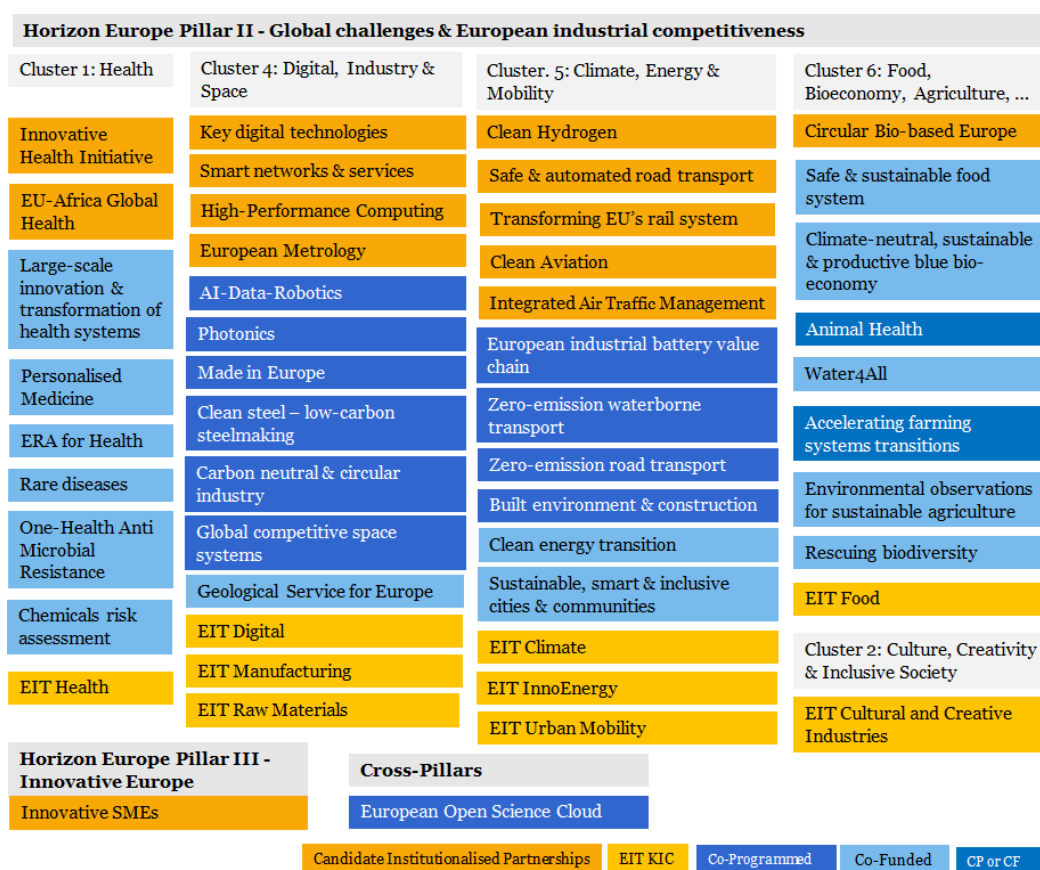 Horizon Europe Pillar II - Global challenges & European industrial competitiveness
Cluster 1: Health
Innovative
Health Initiative
EU-Africa Global
Health
Large-scale
innovation &
transformation of
health systems
Personalised
Medicine
ERA for Health
Rare diseases
One-Health Anti
Microbial
Resistance
Chemicals risk
assessment
EIT Health
Cluster 4: Digital, Industry &
Space
Key digital technologies
Smart networks & services
High-Performance Computing
European Metrology
AI-Data-Robotics
Photonics
Made in Europe
Clean steel – low-carbon
steelmaking
Carbon neutral & circular
industry
Global competitive space
systems
Geological Service for Europe
EIT Digital
EIT Manufacturing
EIT Raw Materials
Cluster. 5: Climate, Energy &
Mobility
Clean Hydrogen
Safe & automated road transport
Transforming EU's rail system
Clean Aviation
Integrated Air Traffic Management
European industrial battery value
chain
Zero-emission waterborne
transport
Zero-emission road transport
Built environment & construction
Clean energy transition
Sustainable, smart & inclusive
cities & communities
EIT Climate
EIT InnoEnergy
EIT Urban Mobility
Cluster 6: Food,
Bioeconomy, Agriculture, ...
Circular Bio-based Europe
Safe & sustainable food
system
Climate-neutral, sustainable
& productive blue bio-
economy
Animal Health
Water4All
Accelerating farming
systems transitions
Environmental observations
for sustainable agriculture
Rescuing biodiversity
EIT Food
Cluster 2: Culture, Creativity
& Inclusive Society
EIT Cultural and Creative
Industries
Horizon Europe Pillar III -
Innovative Europe
Innovative SMEs
Cross-Pillars
European Open Science Cloud
Candidate Institutionalised Partnerships
EIT KIC
Co-Programmed
Co-Funded
CP or CF